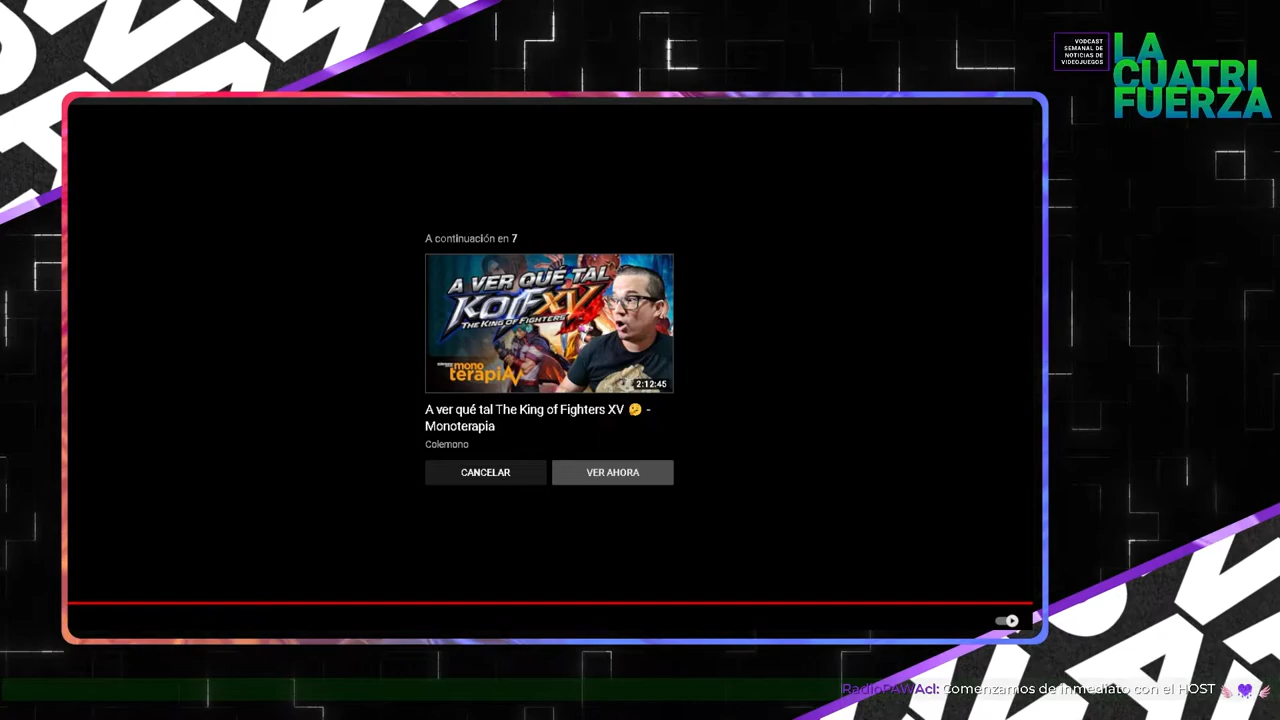 VODCAST
SEMANAL DE
NOTICIAS DE
VIDEOJUEGOS
LA
CUATRI
FUERZA
A continuación en 7
A VER QUÉ TAL
KOF XV
THE KING OF FIGHTERS
mono
terapia
2:12:45
A ver qué tal The King of Fighters XV 🤔 -
Monoterapia
Colemono
CANCELAR
VER AHORA
RadioPAWAcl: Comenzamos de inmediato con el HOST